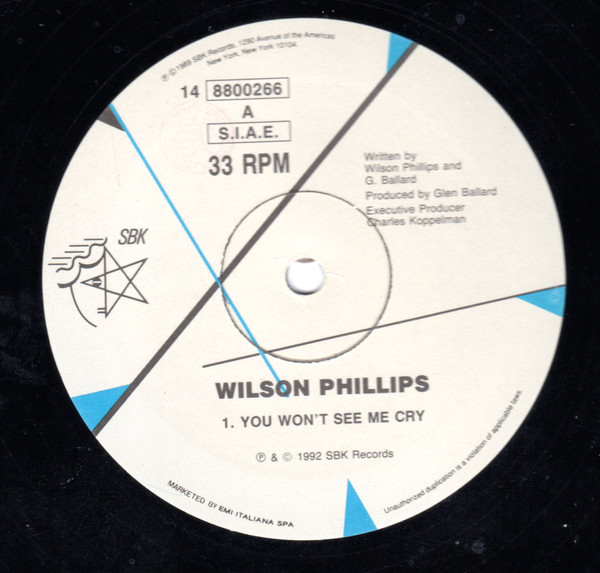 ℗ © 1989 SBK Records, 1290 Avenue of the Americas
New York, New York 10104
14 8800266
A
S.I.A.E.
33 RPM
Written by
Wilson Phillips and
G. Ballard
Produced by Glen Ballard
Executive Producer
Charles Koppelman
SBK
WILSON PHILLIPS
1. YOU WON'T SEE ME CRY
℗ & © 1992 SBK Records
MARKETED BY EMI ITALIANA SPA
Unauthorized duplication is a violation of applicable laws.